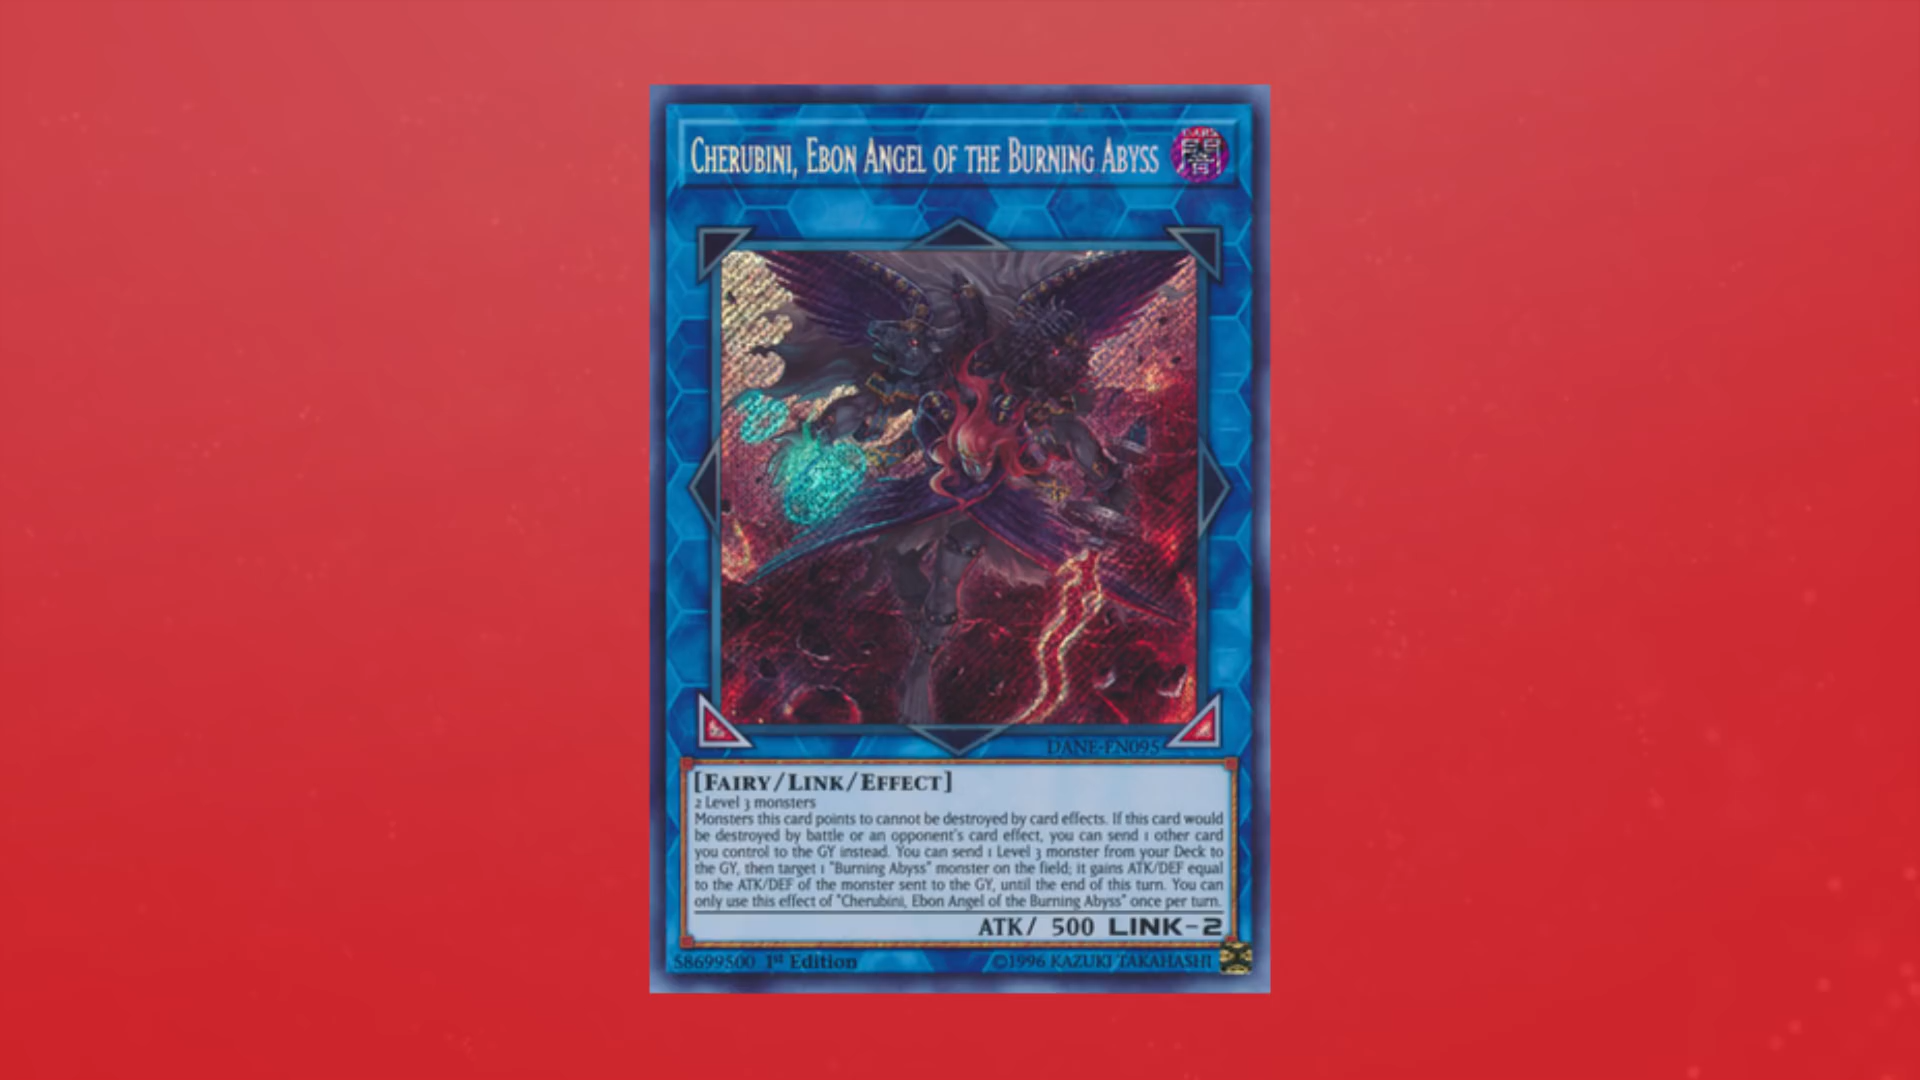 Cherubini, Ebon Angel of the Burning Abyss
闇
DANE-EN095
[Fairy/Link/Effect]
2 Level 3 monsters
Monsters this card points to cannot be destroyed by card effects. If this card would
be destroyed by battle or an opponent's card effect, you can send 1 other card
you control to the GY instead. You can send 1 Level 3 monster from your Deck to
the GY, then target 1 "Burning Abyss" monster on the field; it gains ATK/DEF equal
to the ATK/DEF of the monster sent to the GY, until the end of this turn. You can
only use this effect of "Cherubini, Ebon Angel of the Burning Abyss" once per turn.
ATK/ 500 LINK-2
58699500 1st Edition ©1996 KAZUKI TAKAHASHI